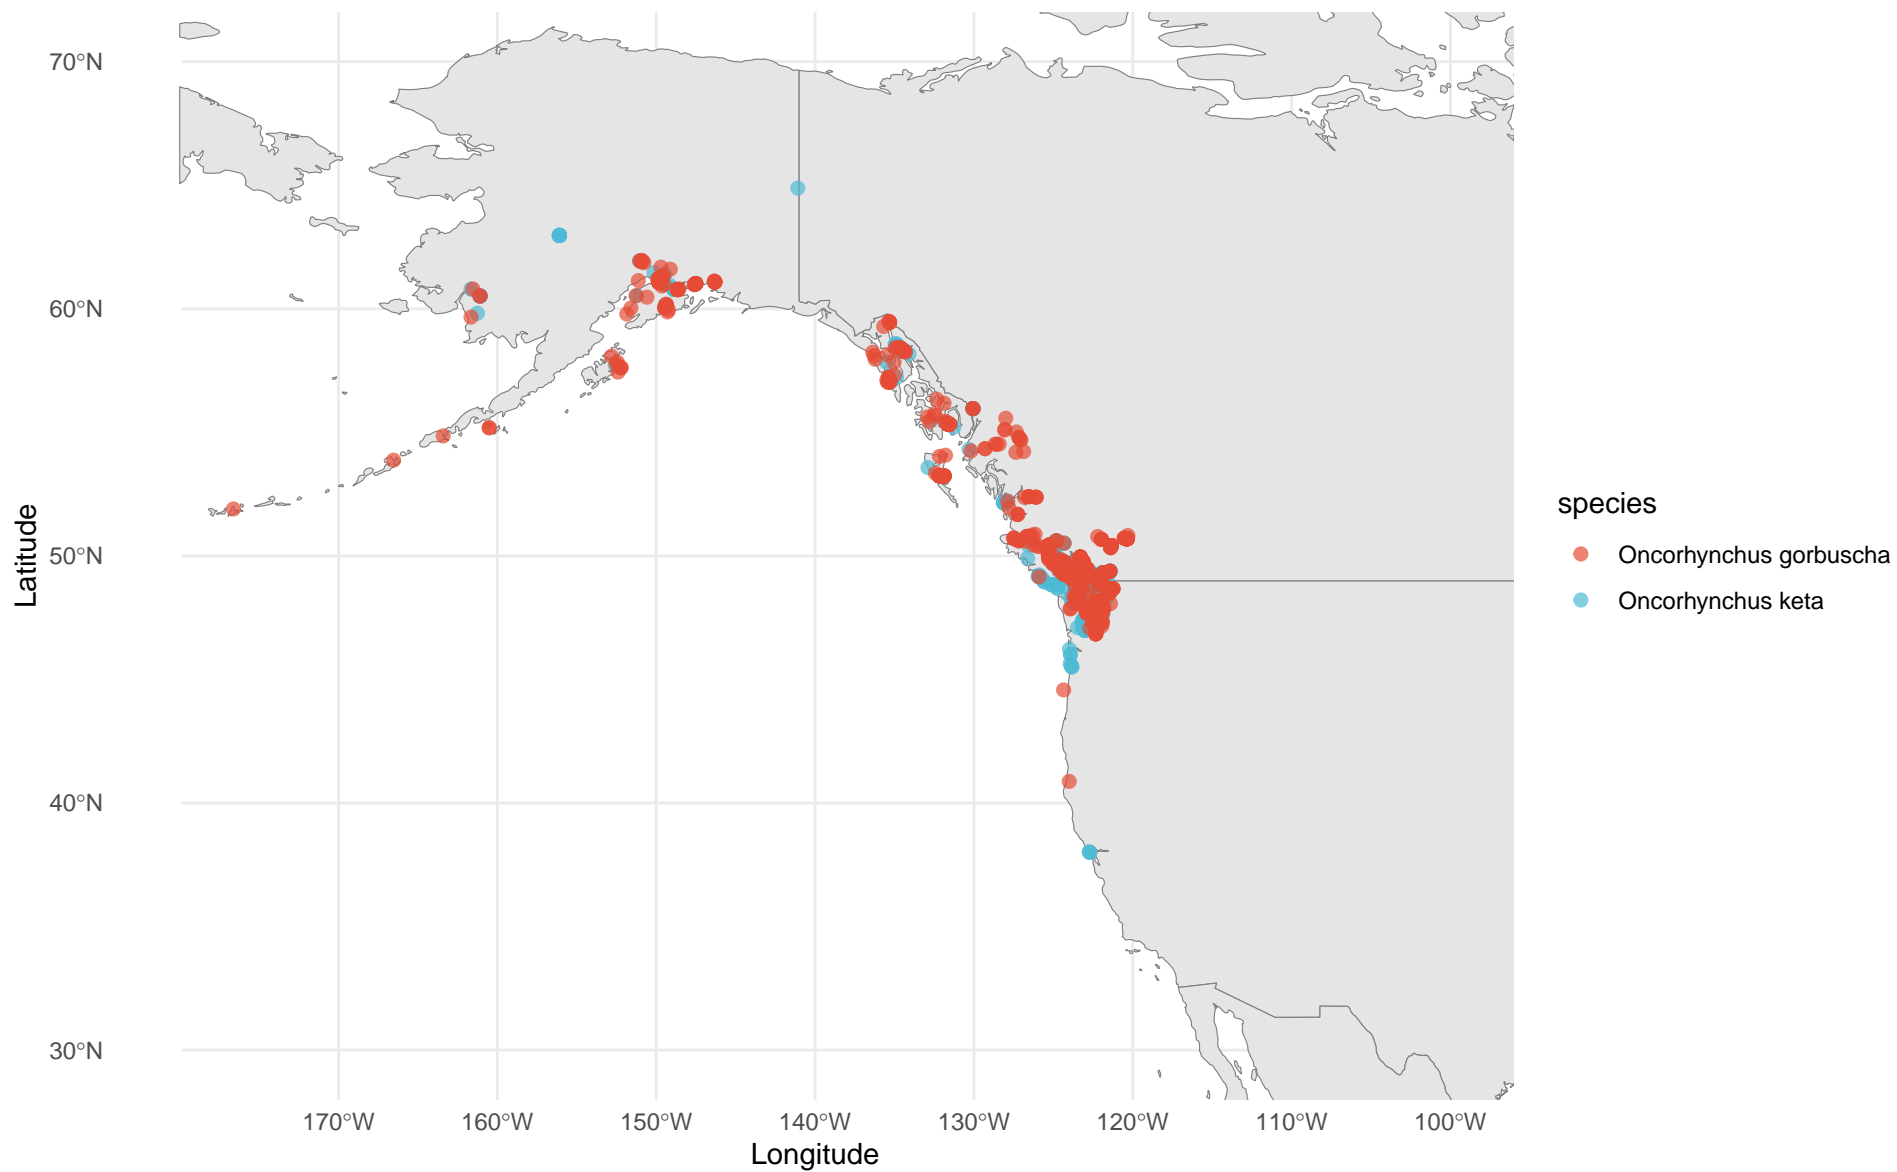 70°N
60°N
50°N
40°N
30°N
Latitude
170°W
160°W
150°W
140°W
130°W
120°W
110°W
100°W
Longitude
species
Oncorhynchus gorbuscha
Oncorhynchus keta